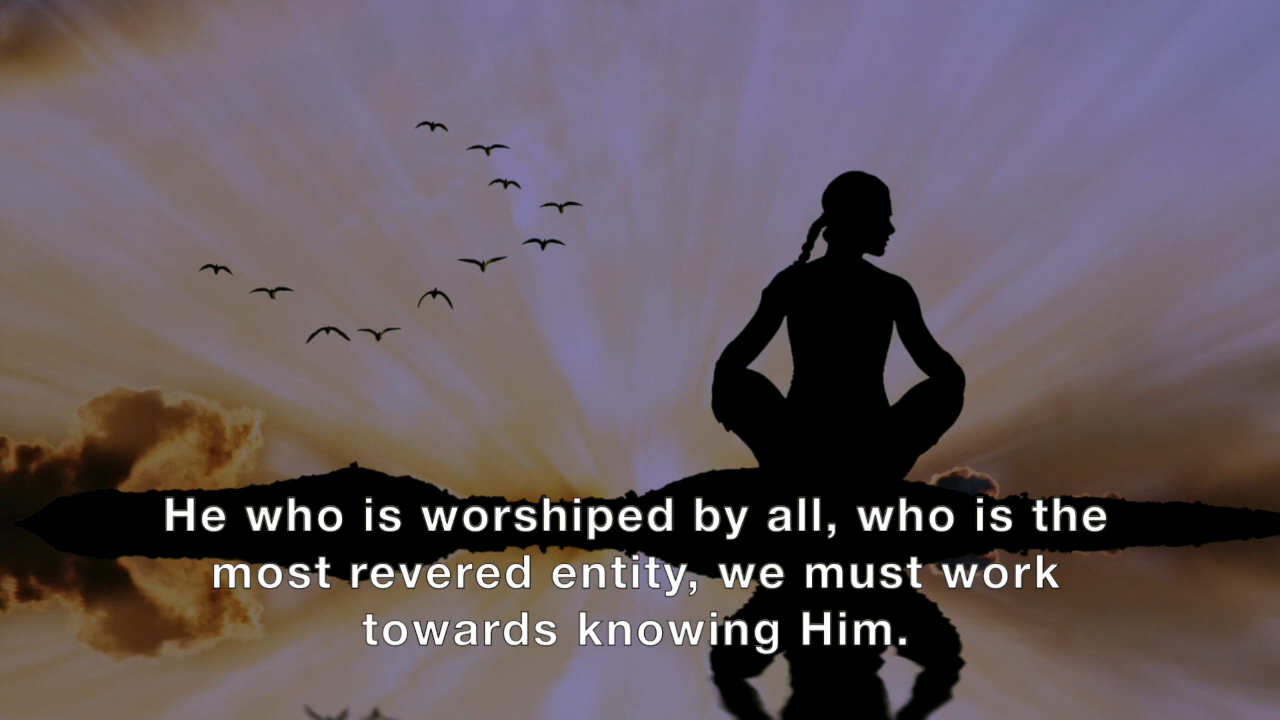 He who is worshiped by all, who is the
most revered entity, we must work
towards knowing Him.